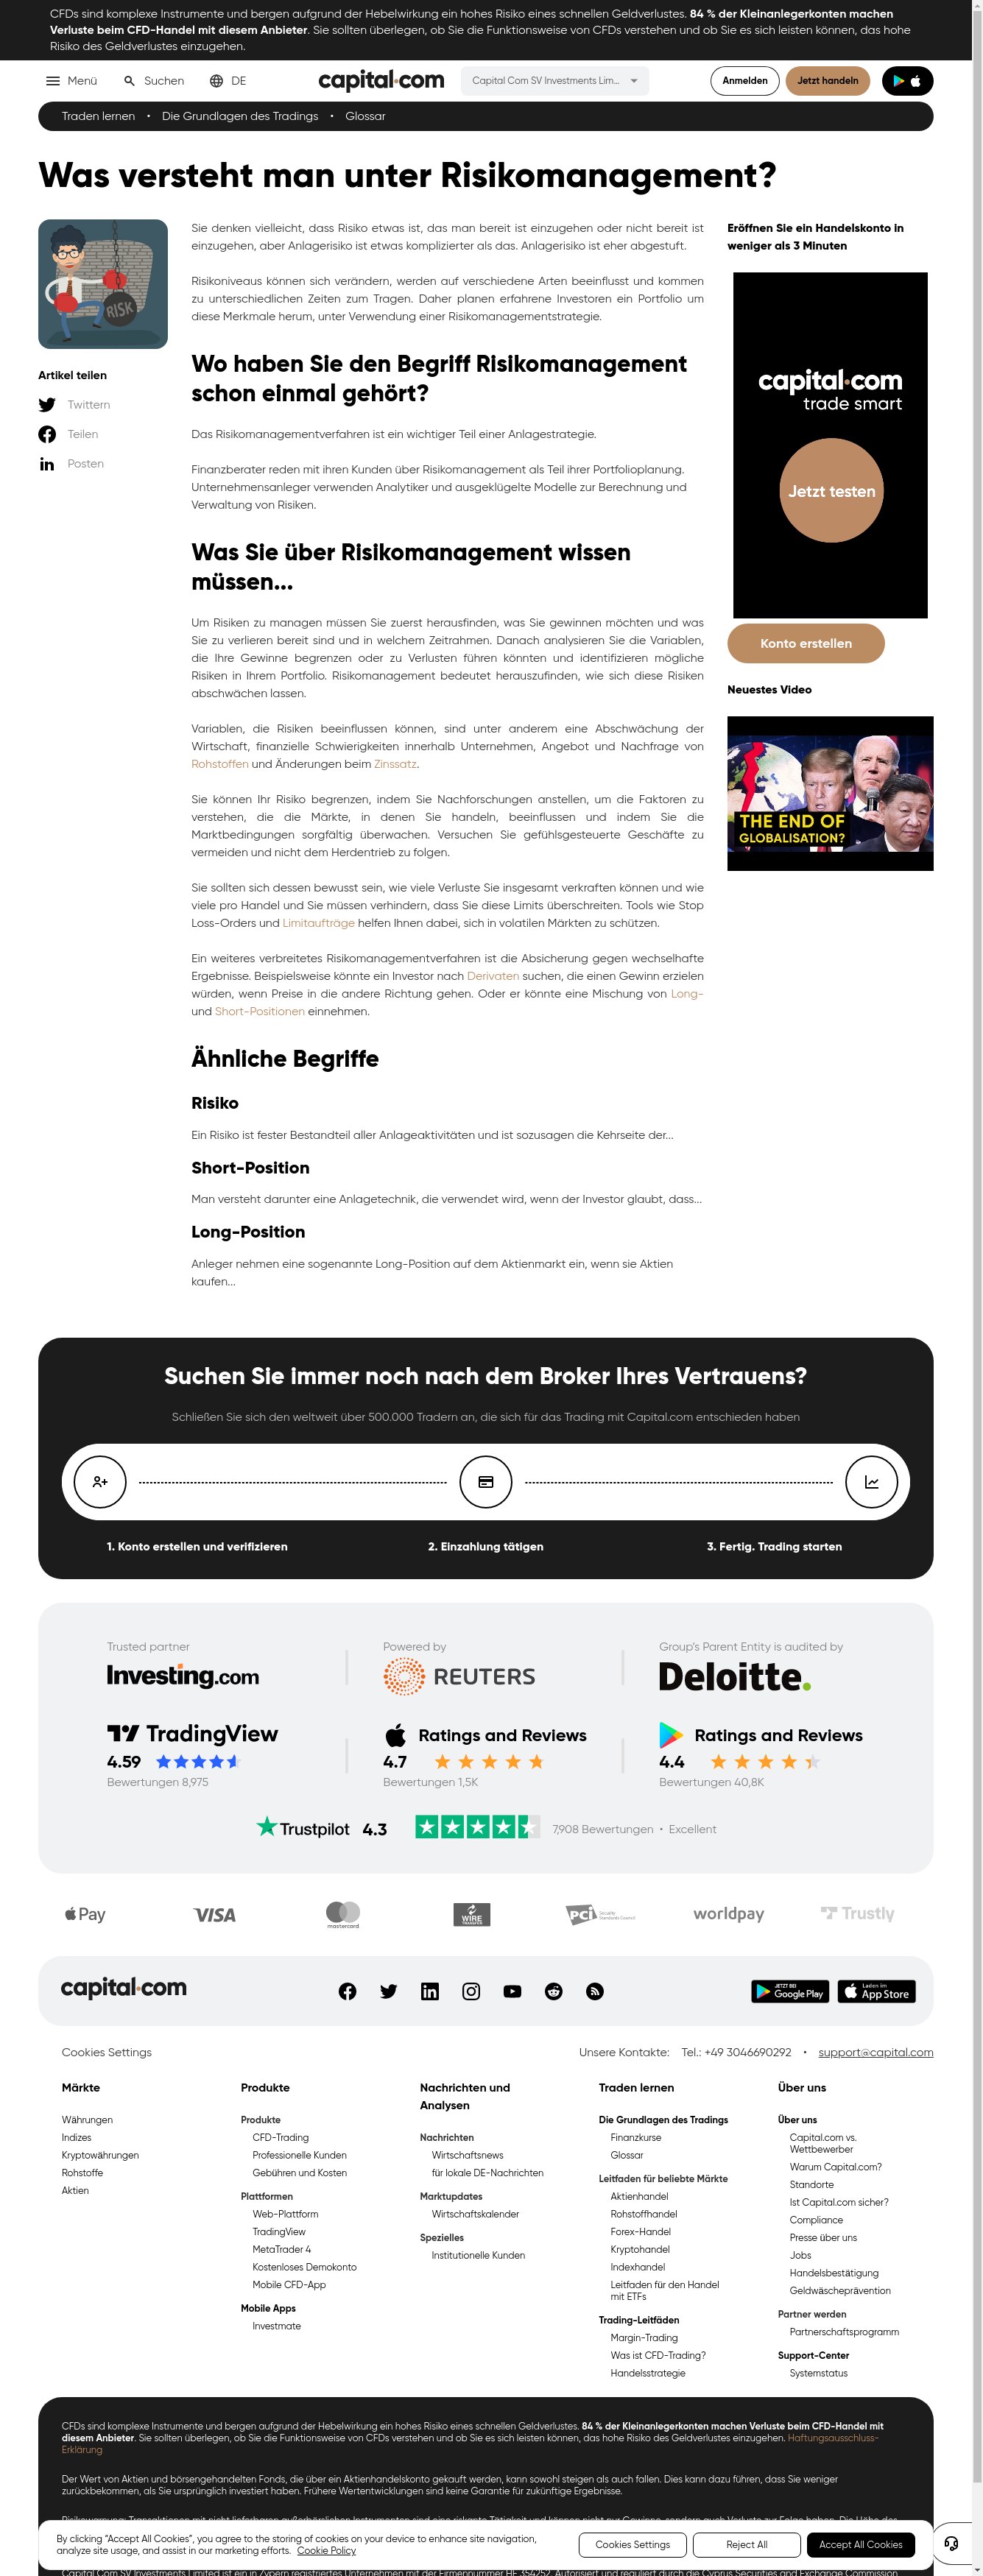 CFDs sind komplexe Instrumente und bergen aufgrund der Hebelwirkung ein hohes Risiko eines schnellen Geldverlustes. 84 % der Kleinanlegerkonten machen
Verluste beim CFD-Handel mit diesem Anbieter. Sie sollten überlegen, ob Sie die Funktionsweise von CFDs verstehen und ob Sie es sich leisten können, das hohe
Risiko des Geldverlustes einzugehen.
Menü
Suchen
DE
capital.com
Capital Com SV Investments Lim...
Anmelden
Jetzt handeln
Traden lernen • Die Grundlagen des Tradings • Glossar
Was versteht man unter Risikomanagement?
RISK
Artikel teilen
Twittern
Teilen
Posten
Sie denken vielleicht, dass Risiko etwas ist, das man bereit ist einzugehen oder nicht bereit ist
einzugehen, aber Anlagerisiko ist etwas komplizierter als das. Anlagerisiko ist eher abgestuft.
Risikoniveaus können sich verändern, werden auf verschiedene Arten beeinflusst und kommen
zu unterschiedlichen Zeiten zum Tragen. Daher planen erfahrene Investoren ein Portfolio um
diese Merkmale herum, unter Verwendung einer Risikomanagementstrategie.
Wo haben Sie den Begriff Risikomanagement
schon einmal gehört?
Das Risikomanagementverfahren ist ein wichtiger Teil einer Anlagestrategie.
Finanzberater reden mit ihren Kunden über Risikomanagement als Teil ihrer Portfolioplanung.
Unternehmensanleger verwenden Analytiker und ausgeklügelte Modelle zur Berechnung und
Verwaltung von Risiken.
Was Sie über Risikomanagement wissen
müssen...
Um Risiken zu managen müssen Sie zuerst herausfinden, was Sie gewinnen möchten und was
Sie zu verlieren bereit sind und in welchem Zeitrahmen. Danach analysieren Sie die Variablen,
die Ihre Gewinne begrenzen oder zu Verlusten führen könnten und identifizieren mögliche
Risiken in Ihrem Portfolio. Risikomanagement bedeutet herauszufinden, wie sich diese Risiken
abschwächen lassen.
Variablen, die Risiken beeinflussen können, sind unter anderem eine Abschwächung der
Wirtschaft, finanzielle Schwierigkeiten innerhalb Unternehmen, Angebot und Nachfrage von
Rohstoffen und Änderungen beim Zinssatz.
Sie können Ihr Risiko begrenzen, indem Sie Nachforschungen anstellen, um die Faktoren zu
verstehen, die die Märkte, in denen Sie handeln, beeinflussen und indem Sie die
Marktbedingungen sorgfältig überwachen. Versuchen Sie gefühlsgesteuerte Geschäfte zu
vermeiden und nicht dem Herdentrieb zu folgen.
Sie sollten sich dessen bewusst sein, wie viele Verluste Sie insgesamt verkraften können und wie
viele pro Handel und Sie müssen verhindern, dass Sie diese Limits überschreiten. Tools wie Stop
Loss-Orders und Limitaufträge helfen Ihnen dabei, sich in volatilen Märkten zu schützen.
Ein weiteres verbreitetes Risikomanagementverfahren ist die Absicherung gegen wechselhafte
Ergebnisse. Beispielsweise könnte ein Investor nach Derivaten suchen, die einen Gewinn erzielen
würden, wenn Preise in die andere Richtung gehen. Oder er könnte eine Mischung von Long-
und Short-Positionen einnehmen.
Ähnliche Begriffe
Risiko
Ein Risiko ist fester Bestandteil aller Anlageaktivitäten und ist sozusagen die Kehrseite der...
Short-Position
Man versteht darunter eine Anlagetechnik, die verwendet wird, wenn der Investor glaubt, dass...
Long-Position
Anleger nehmen eine sogenannte Long-Position auf dem Aktienmarkt ein, wenn sie Aktien
kaufen...
Eröffnen Sie ein Handelskonto in
weniger als 3 Minuten
capital.com
trade smart
Jetzt testen
Konto erstellen
Neuestes Video
THE END OF
GLOBALISATION?
Suchen Sie immer noch nach dem Broker Ihres Vertrauens?
Schließen Sie sich den weltweit über 500.000 Tradern an, die sich für das Trading mit Capital.com entschieden haben
1. Konto erstellen und verifizieren
2. Einzahlung tätigen
3. Fertig. Trading starten
Trusted partner
Investing.com
Powered by
REUTERS
Group's Parent Entity is audited by
Deloitte.
TradingView
4.59
Bewertungen 8,975
Ratings and Reviews
4.7
Bewertungen 1,5K
Ratings and Reviews
4.4
Bewertungen 40,8K
Trustpilot 4.3
7,908 Bewertungen • Excellent
Pay
VISA
mastercard
WIRE
TRANSFER
PCI Security
Standards Council
worldpay
Trustly
capital.com
JETZT BEI
Google Play
Laden im
App Store
Cookies Settings
Unsere Kontakte: Tel.: +49 3046690292 • support@capital.com
Märkte
Währungen
Indizes
Kryptowährungen
Rohstoffe
Aktien
Produkte
Produkte
CFD-Trading
Professionelle Kunden
Gebühren und Kosten
Plattformen
Web-Plattform
TradingView
MetaTrader 4
Kostenloses Demokonto
Mobile CFD-App
Mobile Apps
Investmate
Nachrichten und
Analysen
Nachrichten
Wirtschaftsnews
für lokale DE-Nachrichten
Marktupdates
Wirtschaftskalender
Spezielles
Institutionelle Kunden
Traden lernen
Die Grundlagen des Tradings
Finanzkurse
Glossar
Leitfaden für beliebte Märkte
Aktienhandel
Rohstoffhandel
Forex-Handel
Kryptohandel
Indexhandel
Leitfaden für den Handel
mit ETFs
Trading-Leitfäden
Margin-Trading
Was ist CFD-Trading?
Handelsstrategie
Über uns
Über uns
Capital.com vs.
Wettbewerber
Warum Capital.com?
Standorte
Ist Capital.com sicher?
Compliance
Presse über uns
Jobs
Handelsbestätigung
Geldwäscheprävention
Partner werden
Partnerschaftsprogramm
Support-Center
Systemstatus
CFDs sind komplexe Instrumente und bergen aufgrund der Hebelwirkung ein hohes Risiko eines schnellen Geldverlustes. 84 % der Kleinanlegerkonten machen Verluste beim CFD-Handel mit
diesem Anbieter. Sie sollten überlegen, ob Sie die Funktionsweise von CFDs verstehen und ob Sie es sich leisten können, das hohe Risiko des Geldverlustes einzugehen. Haftungsausschluss-
Erklärung
Der Wert von Aktien und börsengehandelten Fonds, die über ein Aktienhandelskonto gekauft werden, kann sowohl steigen als auch fallen. Dies kann dazu führen, dass Sie weniger
zurückbekommen, als Sie ursprünglich investiert haben. Frühere Wertentwicklungen sind keine Garantie für zukünftige Ergebnisse.
By clicking “Accept All Cookies”, you agree to the storing of cookies on your device to enhance site navigation,
analyze site usage, and assist in our marketing efforts. Cookie Policy
Cookies Settings
Reject All
Accept All Cookies